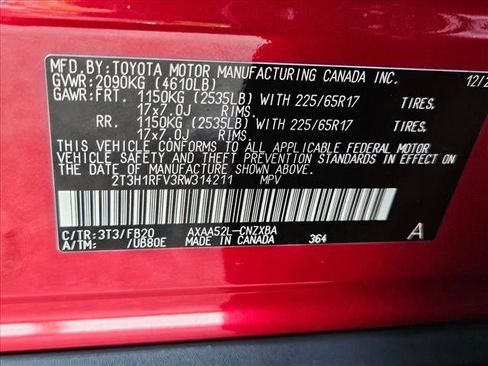 MFD.BY:TOYOTA MOTOR MANUFACTURING CANADA INC. 12/2
GVWR:2090KG (4610LB)
GAWR:FRT. 1150KG (2535LB) WITH 225/65R17 TIRES.
17x7.0J RIMS.
RR. 1150KG (2535LB) WITH 225/65R17 TIRES.
17x7.0J RIMS.
THIS VEHICLE CONFORMS TO ALL APPLICABLE FEDERAL MOTOR
VEHICLE SAFETY AND THEFT PREVENTION STANDARDS IN EFFECT ON
THE DATE OF MANUFACTURE SHOWN ABOVE.
2T3H1RFV3RW314211 MPV
C/TR:3T3/FB20 AXAA52L-CNZXBA
A/TM: /UB80E MADE IN CANADA 364 A